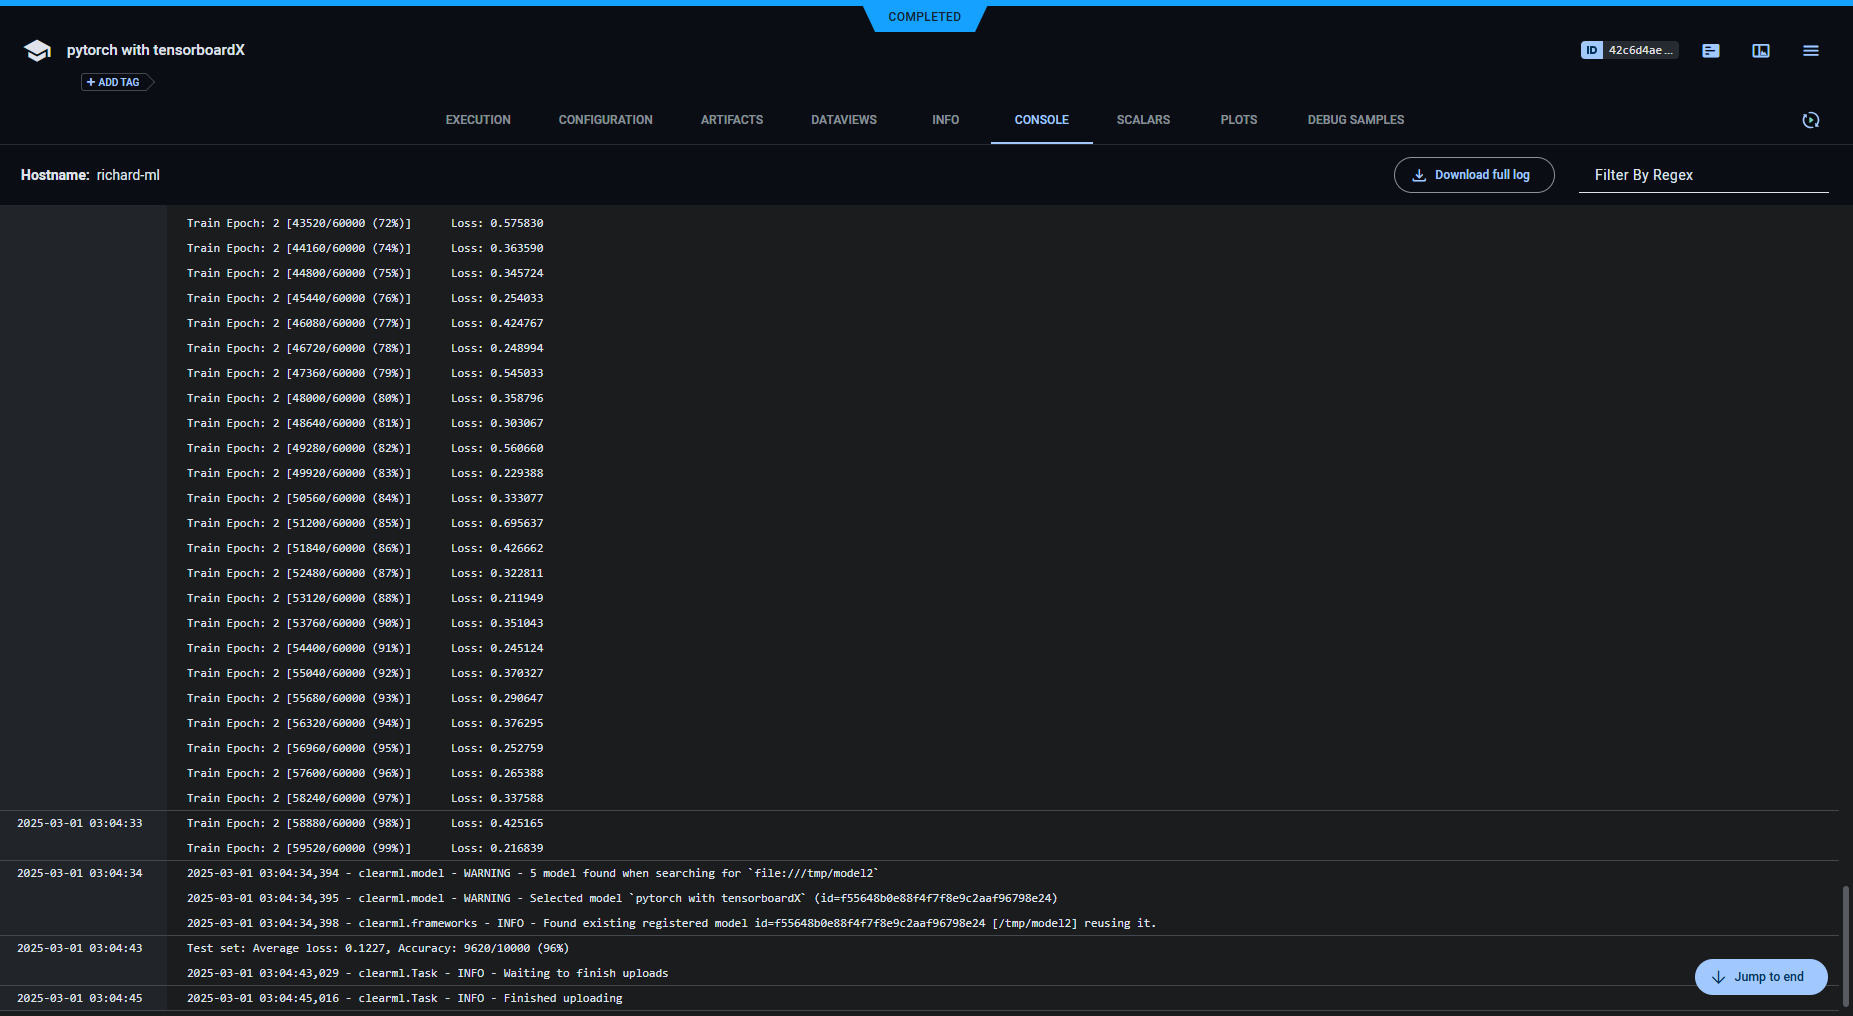 COMPLETED
pytorch with tensorboardX
ID 42c6d4ae ...
+ ADD TAG
EXECUTION CONFIGURATION ARTIFACTS DATAVIEWS INFO CONSOLE SCALARS PLOTS DEBUG SAMPLES
Hostname: richard-ml
Download full log
Filter By Regex
Train Epoch: 2 [43520/60000 (72%)] Loss: 0.575830
Train Epoch: 2 [44160/60000 (74%)] Loss: 0.363590
Train Epoch: 2 [44800/60000 (75%)] Loss: 0.345724
Train Epoch: 2 [45440/60000 (76%)] Loss: 0.254033
Train Epoch: 2 [46080/60000 (77%)] Loss: 0.424767
Train Epoch: 2 [46720/60000 (78%)] Loss: 0.248994
Train Epoch: 2 [47360/60000 (79%)] Loss: 0.545033
Train Epoch: 2 [48000/60000 (80%)] Loss: 0.358796
Train Epoch: 2 [48640/60000 (81%)] Loss: 0.303067
Train Epoch: 2 [49280/60000 (82%)] Loss: 0.560660
Train Epoch: 2 [49920/60000 (83%)] Loss: 0.229388
Train Epoch: 2 [50560/60000 (84%)] Loss: 0.333077
Train Epoch: 2 [51200/60000 (85%)] Loss: 0.695637
Train Epoch: 2 [51840/60000 (86%)] Loss: 0.426662
Train Epoch: 2 [52480/60000 (87%)] Loss: 0.322811
Train Epoch: 2 [53120/60000 (88%)] Loss: 0.211949
Train Epoch: 2 [53760/60000 (90%)] Loss: 0.351043
Train Epoch: 2 [54400/60000 (91%)] Loss: 0.245124
Train Epoch: 2 [55040/60000 (92%)] Loss: 0.370327
Train Epoch: 2 [55680/60000 (93%)] Loss: 0.290647
Train Epoch: 2 [56320/60000 (94%)] Loss: 0.376295
Train Epoch: 2 [56960/60000 (95%)] Loss: 0.252759
Train Epoch: 2 [57600/60000 (96%)] Loss: 0.265388
Train Epoch: 2 [58240/60000 (97%)] Loss: 0.337588
2025-03-01 03:04:33 Train Epoch: 2 [58880/60000 (98%)] Loss: 0.425165
Train Epoch: 2 [59520/60000 (99%)] Loss: 0.216839
2025-03-01 03:04:34 2025-03-01 03:04:34,394 - clearml.model - WARNING - 5 model found when searching for `file:///tmp/model2`
2025-03-01 03:04:34,395 - clearml.model - WARNING - Selected model `pytorch with tensorboardX` (id=f55648b0e88f4f7f8e9c2aaf96798e24)
2025-03-01 03:04:34,398 - clearml.frameworks - INFO - Found existing registered model id=f55648b0e88f4f7f8e9c2aaf96798e24 [/tmp/model2] reusing it.
2025-03-01 03:04:43 Test set: Average loss: 0.1227, Accuracy: 9620/10000 (96%)
2025-03-01 03:04:43,029 - clearml.Task - INFO - Waiting to finish uploads
Jump to end
2025-03-01 03:04:45 2025-03-01 03:04:45,016 - clearml.Task - INFO - Finished uploading